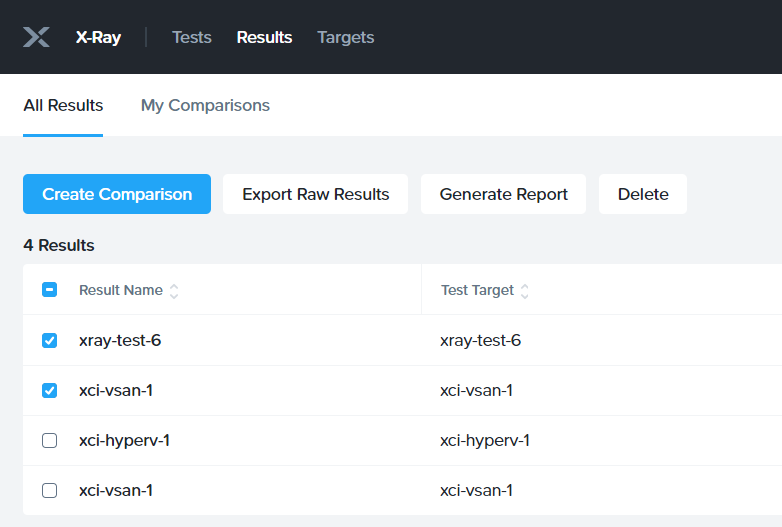 X-Ray Tests Results Targets
All Results My Comparisons
Create Comparison Export Raw Results Generate Report Delete
4 Results
Result Name Test Target
xray-test-6 xray-test-6
xci-vsan-1 xci-vsan-1
xci-hyperv-1 xci-hyperv-1
xci-vsan-1 xci-vsan-1